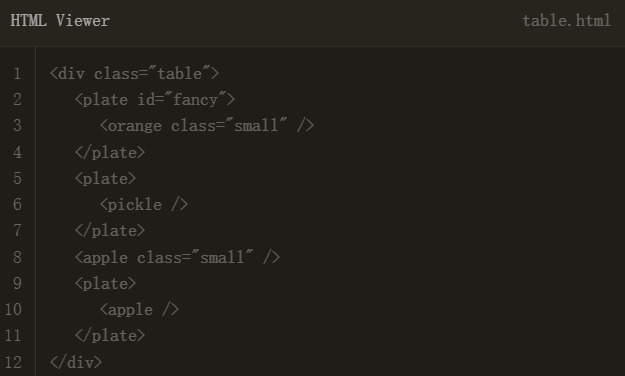 HTML Viewer table.html
1 <div class="table">
2 <plate id="fancy">
3 <orange class="small" />
4 </plate>
5 <plate>
6 <pickle />
7 </plate>
8 <apple class="small" />
9 <plate>
10 <apple />
11 </plate>
12 </div>